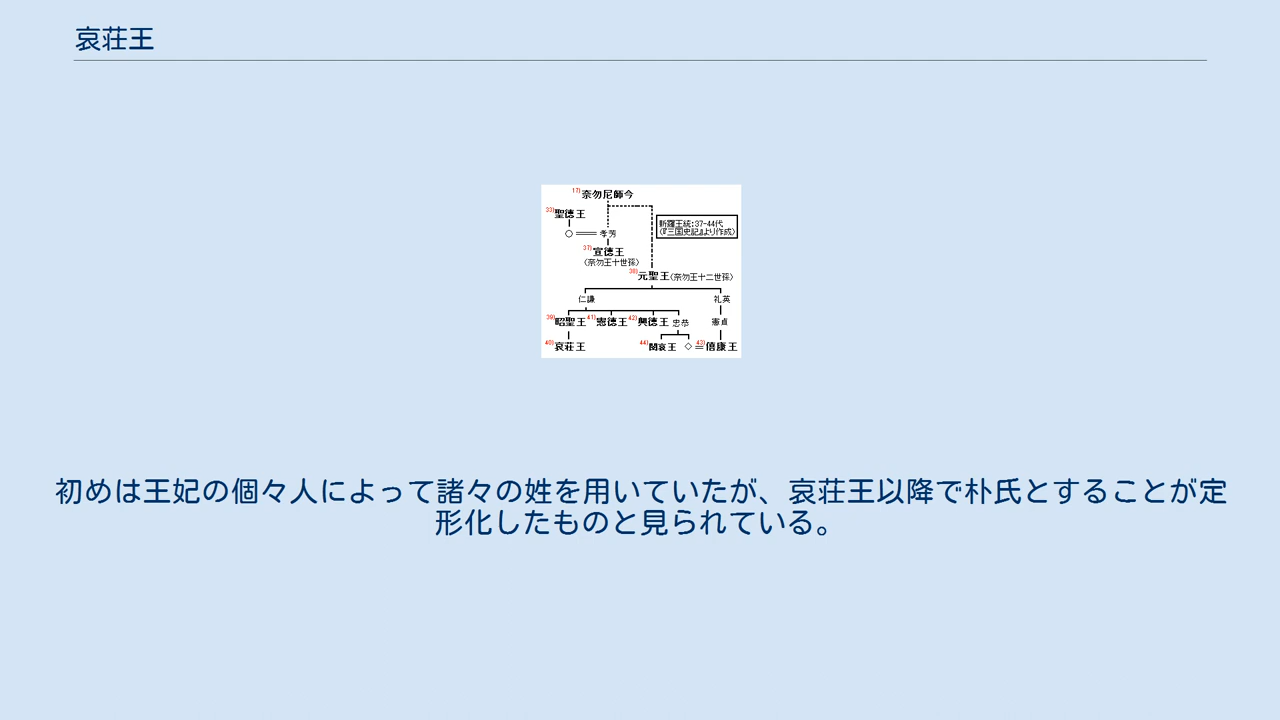 哀荘王
17)奈勿尼師今
33)聖徳王
新羅王統:37-44代
(『三国史記』より作成)
孝芳
37)宣徳王
(奈勿王十世孫)
38)元聖王(奈勿王十二世孫)
仁謙 礼英
39)昭聖王 41)憲徳王 42)興徳王 忠恭 憲貞
40)哀荘王 44)閔哀王 43)僖康王
初めは王妃の個々人によって諸々の姓を用いていたが、哀荘王以降で朴氏とすることが定
形化したものと見られている。